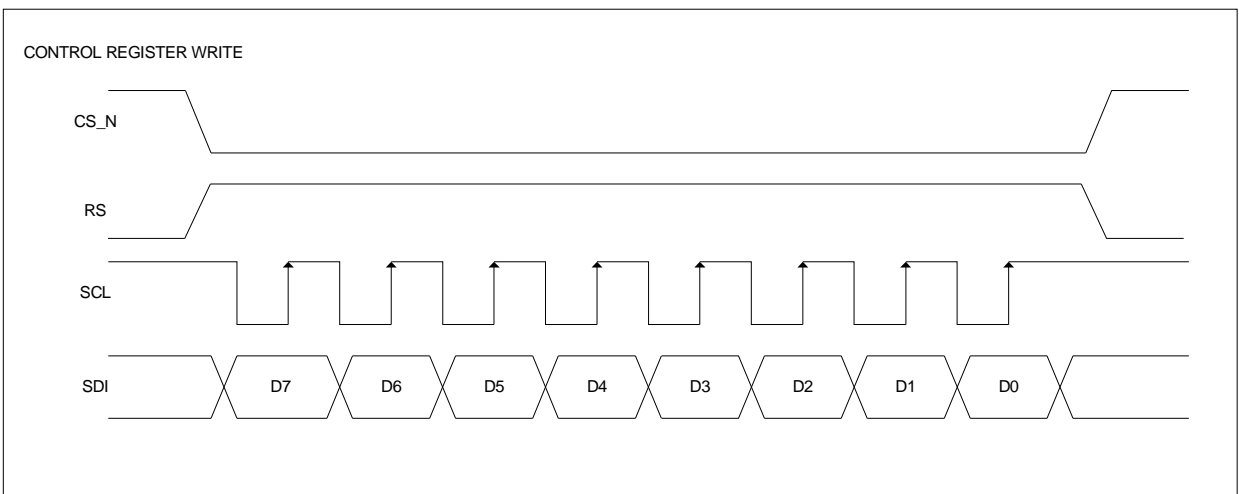 CONTROL REGISTER WRITE
CS_N
RS
SCL
SDI D7 D6 D5 D4 D3 D2 D1 D0